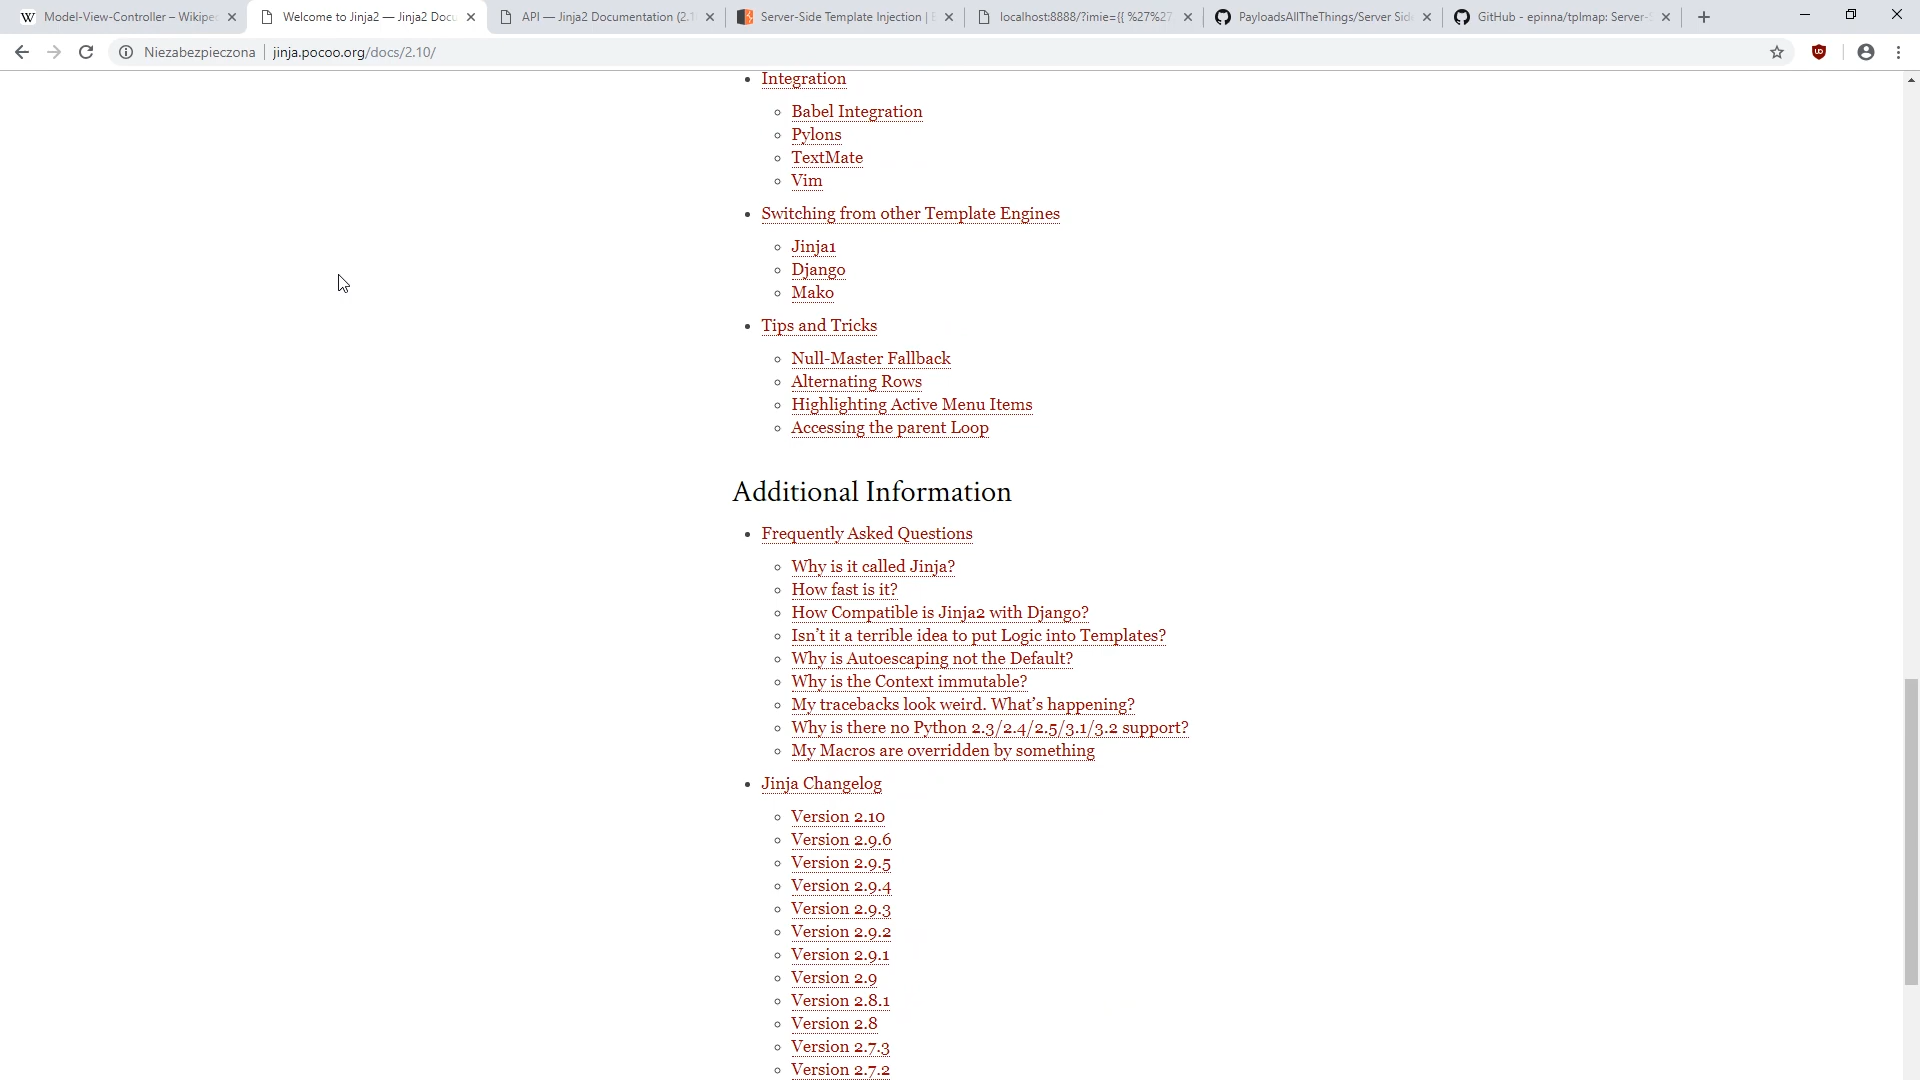 Model-View-Controller – Wikipe
Welcome to Jinja2 — Jinja2 Docu
API — Jinja2 Documentation (2.1
Server-Side Template Injection |
localhost:8888/?imie={{ %27%27
PayloadsAllTheThings/Server Sid
GitHub - epinna/tplmap: Server-S
Niezabezpieczona
jinja.pocoo.org/docs/2.10/
Integration
Babel Integration
Pylons
TextMate
Vim
Switching from other Template Engines
Jinja1
Django
Mako
Tips and Tricks
Null-Master Fallback
Alternating Rows
Highlighting Active Menu Items
Accessing the parent Loop
Additional Information
Frequently Asked Questions
Why is it called Jinja?
How fast is it?
How Compatible is Jinja2 with Django?
Isn’t it a terrible idea to put Logic into Templates?
Why is Autoescaping not the Default?
Why is the Context immutable?
My tracebacks look weird. What’s happening?
Why is there no Python 2.3/2.4/2.5/3.1/3.2 support?
My Macros are overridden by something
Jinja Changelog
Version 2.10
Version 2.9.6
Version 2.9.5
Version 2.9.4
Version 2.9.3
Version 2.9.2
Version 2.9.1
Version 2.9
Version 2.8.1
Version 2.8
Version 2.7.3
Version 2.7.2